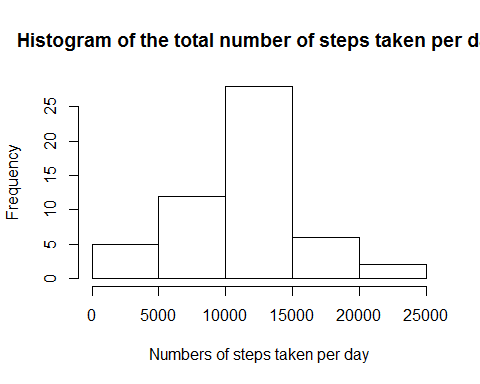 Histogram of the total number of steps taken per d
Frequency
25
20
15
10
5
0
0 5000 10000 15000 20000 25000
Numbers of steps taken per day